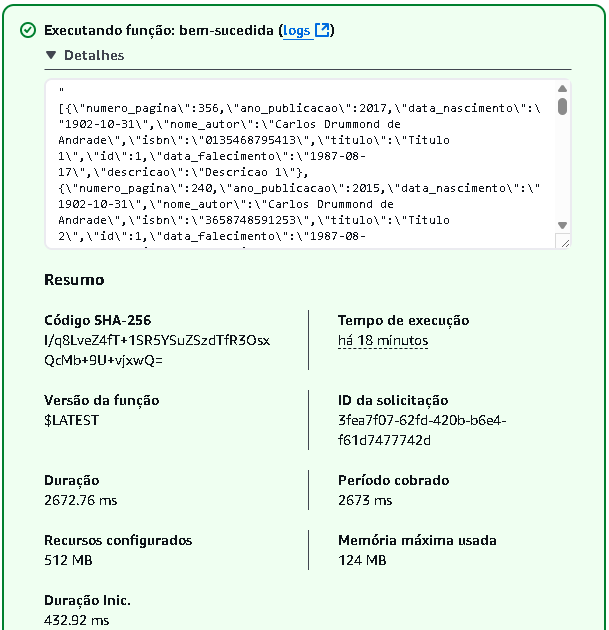 Executando função: bem-sucedida (logs)
Detalhes
"
[{\"numero_pagina\":356,\"ano_publicacao\":2017,\"data_nascimento\":\
"1902-10-31\",\"nome_autor\":\"Carlos Drummond de
Andrade\",\"isbn\":\"0135468795413\",\"titulo\":\"Titulo
1\",\"id\":1,\"data_falecimento\":\"1987-08-
17\",\"descricao\":\"Descricao 1\"},
{\"numero_pagina\":240,\"ano_publicacao\":2015,\"data_nascimento\":\"
1902-10-31\",\"nome_autor\":\"Carlos Drummond de
Andrade\",\"isbn\":\"3658748591253\",\"titulo\":\"Titulo
2\",\"id\":1,\"data_falecimento\":\"1987-08-
Resumo
Código SHA-256
I/q8LveZ4fT+1SR5YSuZSzdTfR3Osx
QcMb+9U+vjxwQ=
Tempo de execução
há 18 minutos
Versão da função
$LATEST
ID da solicitação
3fea7f07-62fd-420b-b6e4-
f61d7477742d
Duração
2672.76 ms
Período cobrado
2673 ms
Recursos configurados
512 MB
Memória máxima usada
124 MB
Duração Inic.
432.92 ms